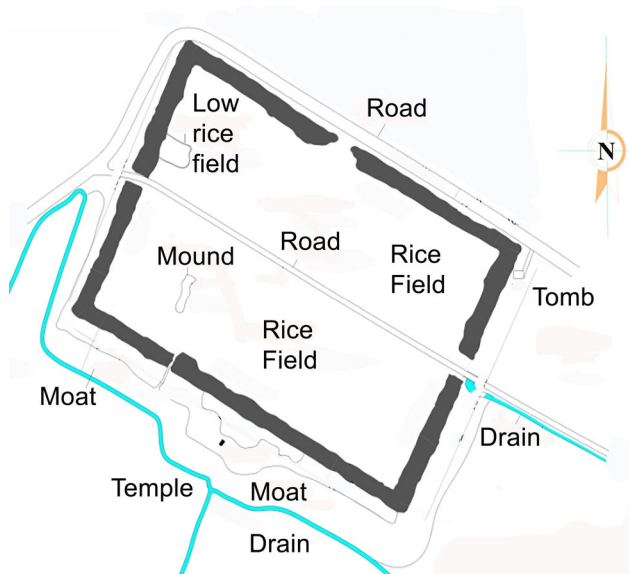 Road
Low
rice
field
N
Road
Rice
Field
Mound
Tomb
Rice
Field
Moat
Drain
Temple
Moat
Drain